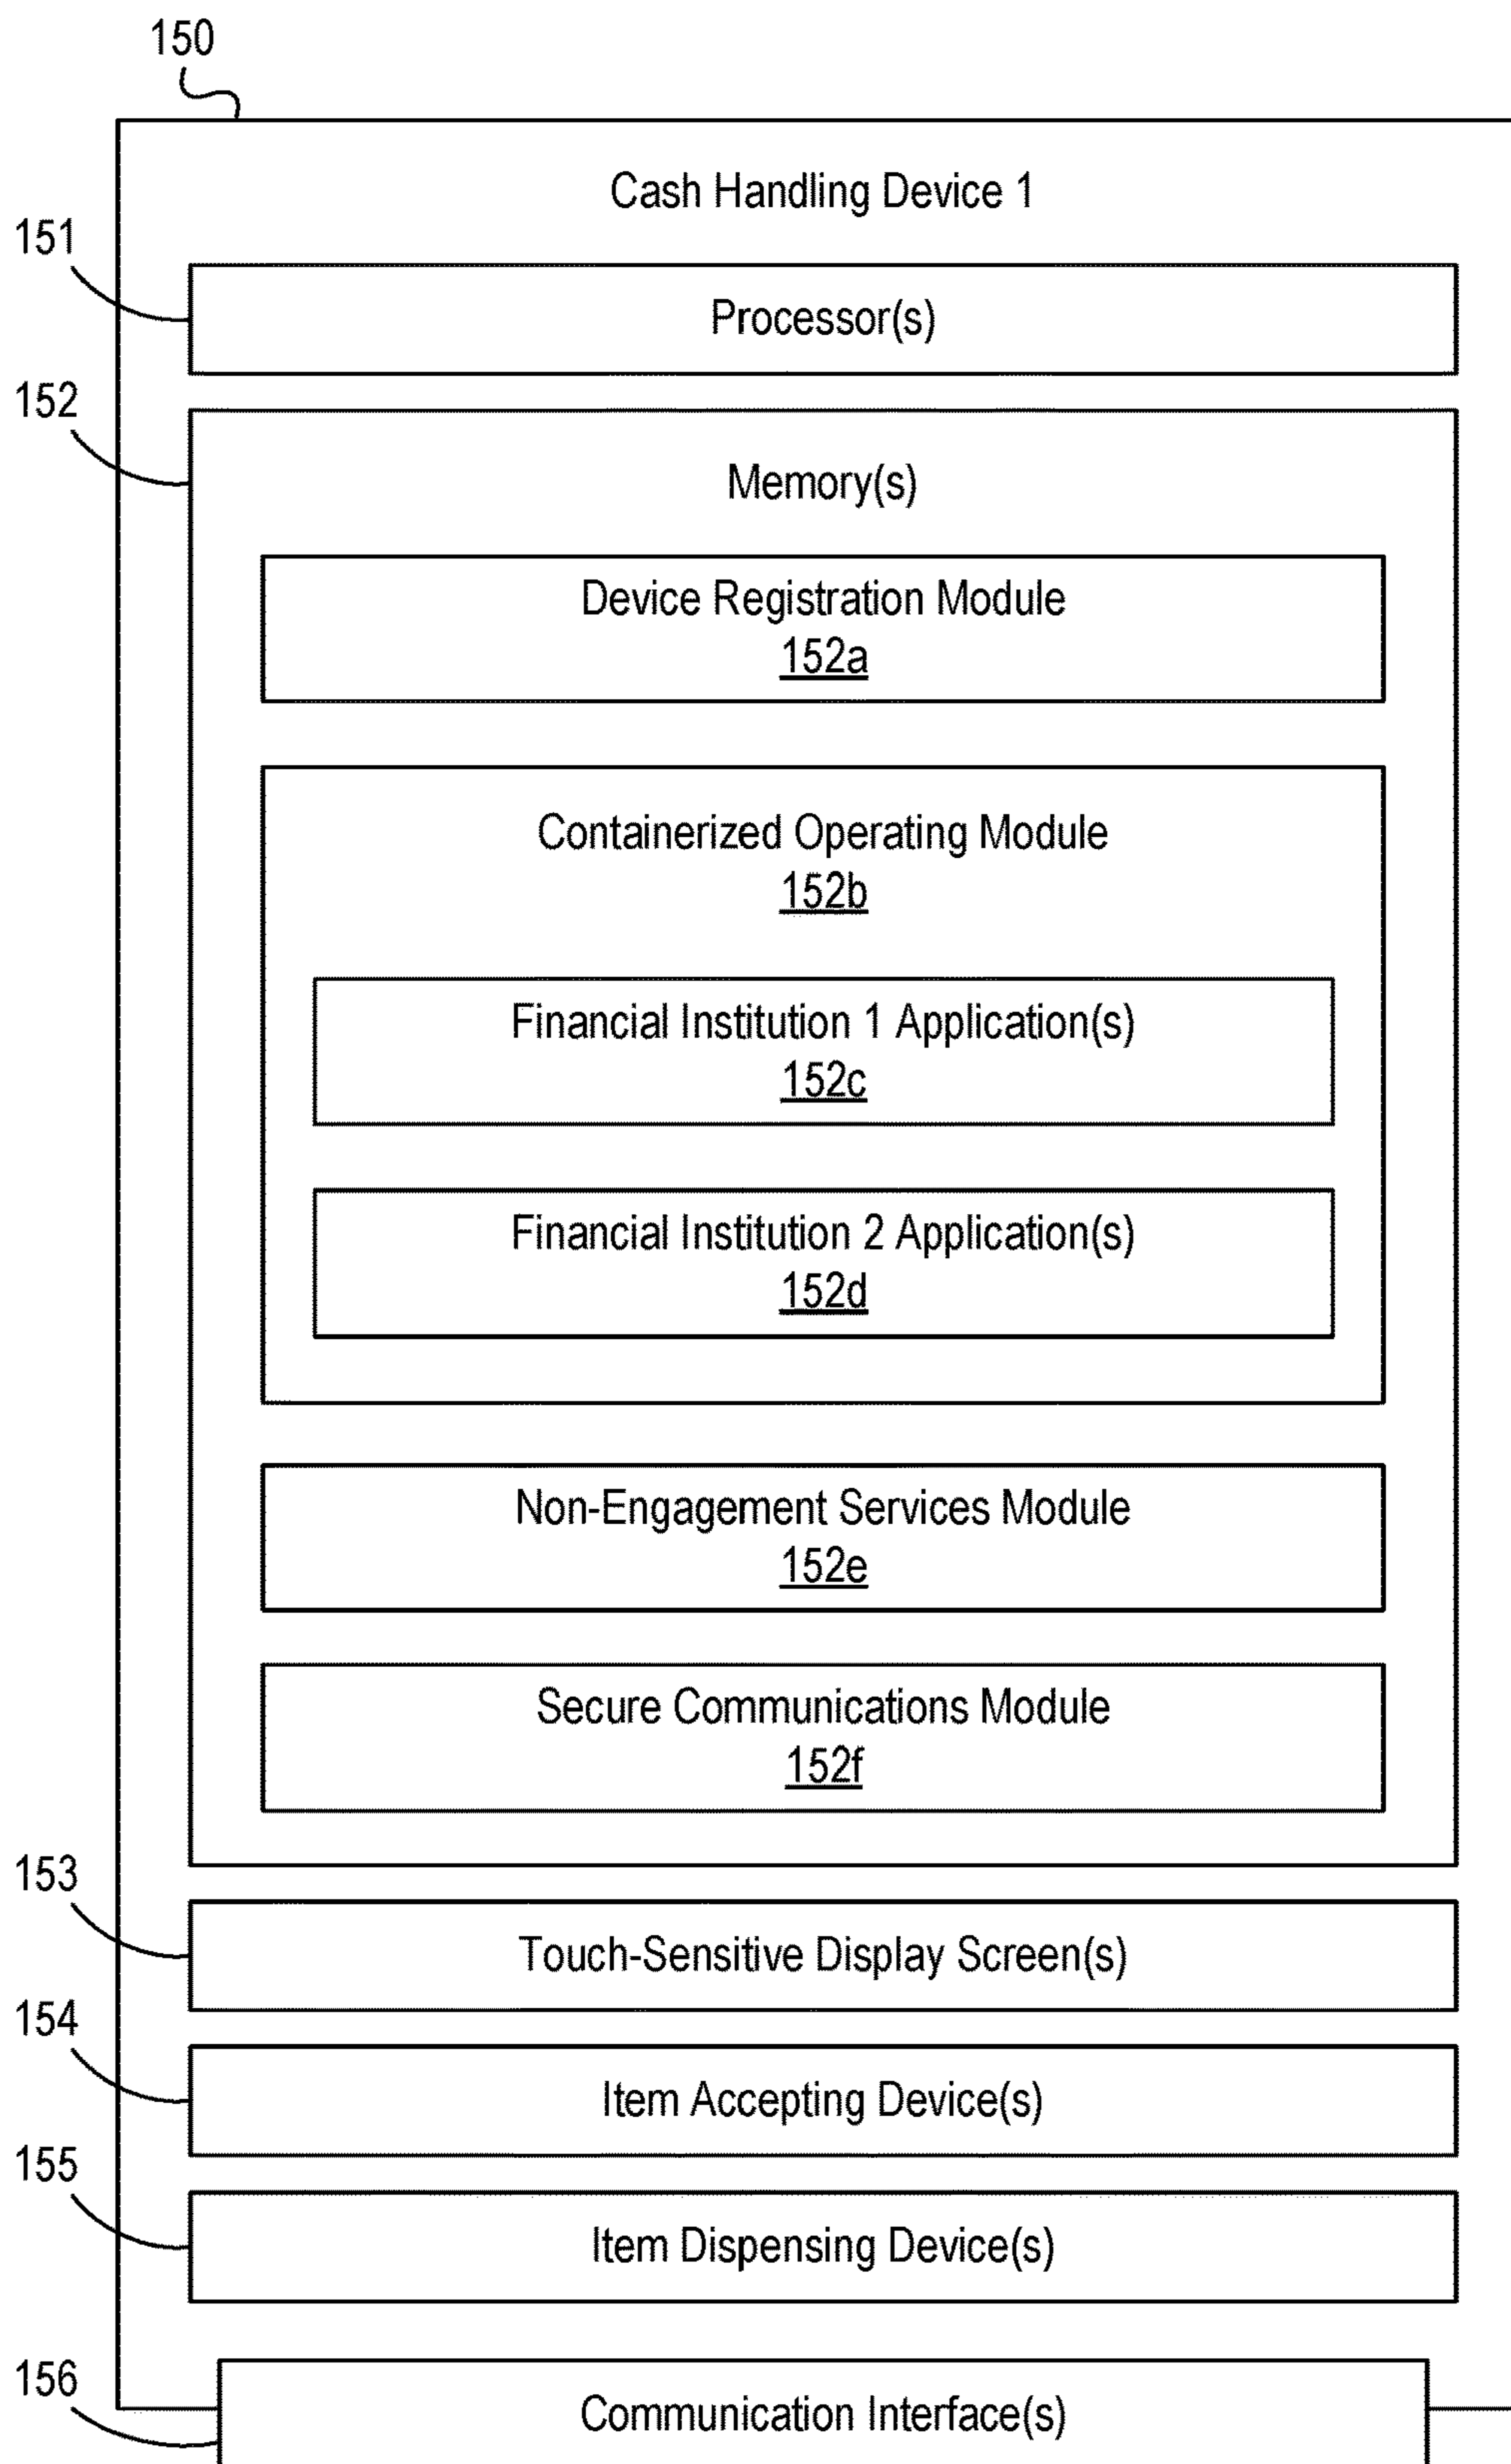 150
Cash Handling Device 1
151
Processor(s)
152
Memory(s)
Device Registration Module
152a
Containerized Operating Module
152b
Financial Institution 1 Application(s)
152c
Financial Institution 2 Application(s)
152d
Non-Engagement Services Module
152e
Secure Communications Module
152f
153
Touch-Sensitive Display Screen(s)
154
Item Accepting Device(s)
155
Item Dispensing Device(s)
156
Communication Interface(s)